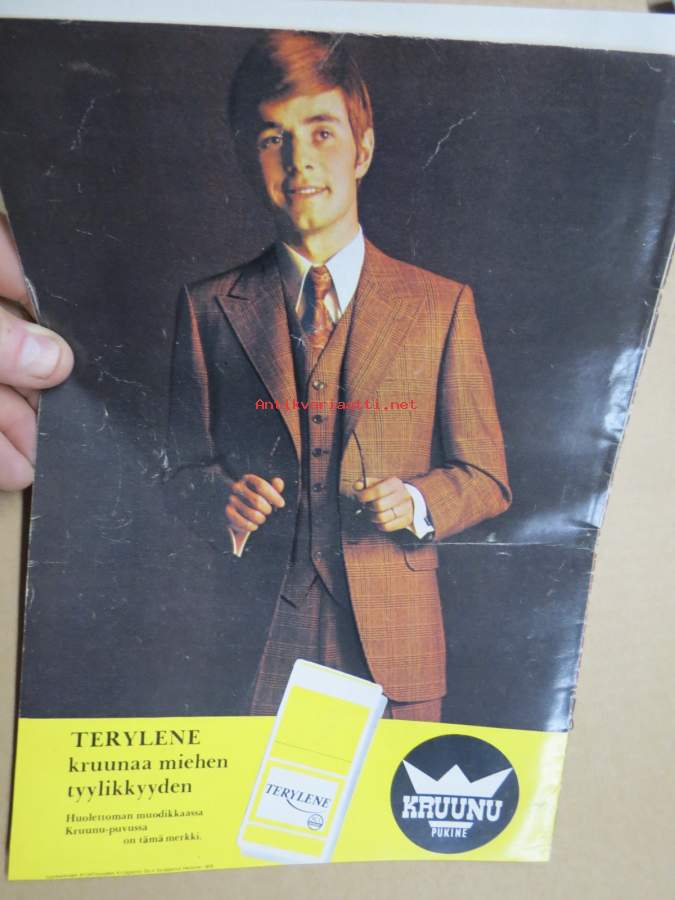 Antikvariaatti.net
TERYLENE
kruunaa miehen
tyylikkyyden
Huolettoman muodikkaassa
Kruunu-puvussa
on tämä merkki.
TERYLENE
KRUUNU
PUKINE